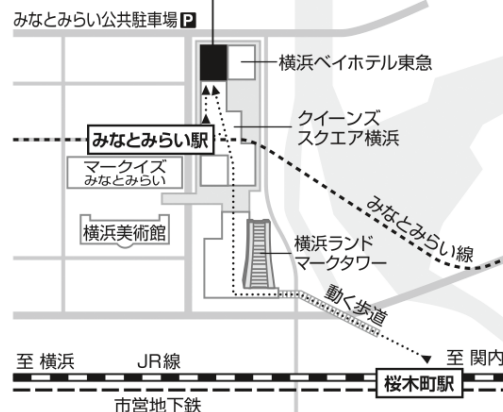 みなとみらい公共駐車場 P
横浜ベイホテル東急
クイーンズ
スクエア横浜
みなとみらい駅
マークイズ
みなとみらい
みなとみらい線
横浜美術館
横浜ランド
マークタワー
動く歩道
至 横浜
JR線
至 関内
桜木町駅
市営地下鉄